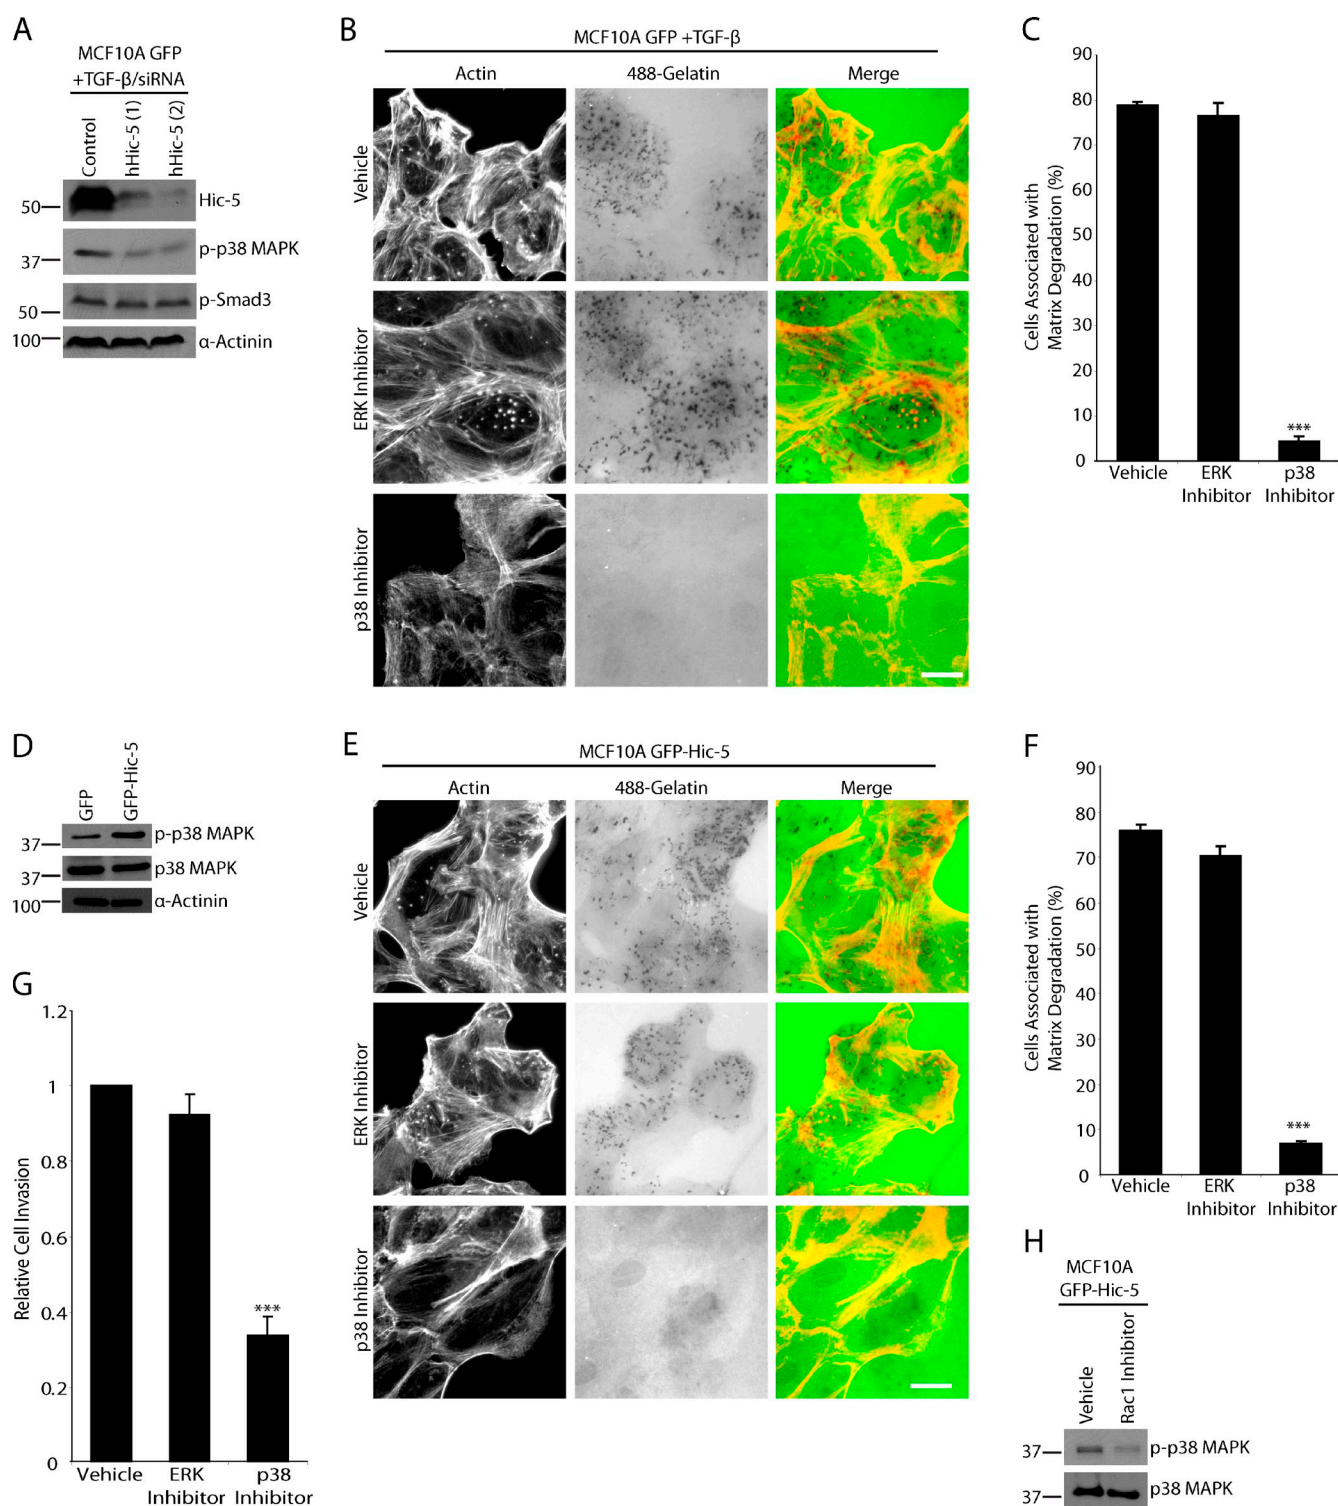 A
MCF10A GFP
+TGF-β/siRNA
Control
hHic-5 (1)
hHic-5 (2)
50
Hic-5
37
p-p38 MAPK
50
p-Smad3
100
α-Actinin
B
MCF10A GFP +TGF-β
Actin
488-Gelatin
Merge
Vehicle
ERK Inhibitor
p38 Inhibitor
C
Cells Associated with
Matrix Degradation (%)
90
80
70
60
50
40
30
20
10
0
***
Vehicle
ERK
Inhibitor
p38
Inhibitor
D
GFP
GFP-Hic-5
37
p-p38 MAPK
37
p38 MAPK
100
α-Actinin
E
MCF10A GFP-Hic-5
Actin
488-Gelatin
Merge
Vehicle
ERK Inhibitor
p38 Inhibitor
F
Cells Associated with
Matrix Degradation (%)
90
80
70
60
50
40
30
20
10
0
***
Vehicle
ERK
Inhibitor
p38
Inhibitor
G
Relative Cell Invasion
1.2
1
0.8
0.6
0.4
0.2
0
***
Vehicle
ERK
Inhibitor
p38
Inhibitor
H
MCF10A
GFP-Hic-5
Vehicle
Rac1 Inhibitor
37
p-p38 MAPK
37
p38 MAPK